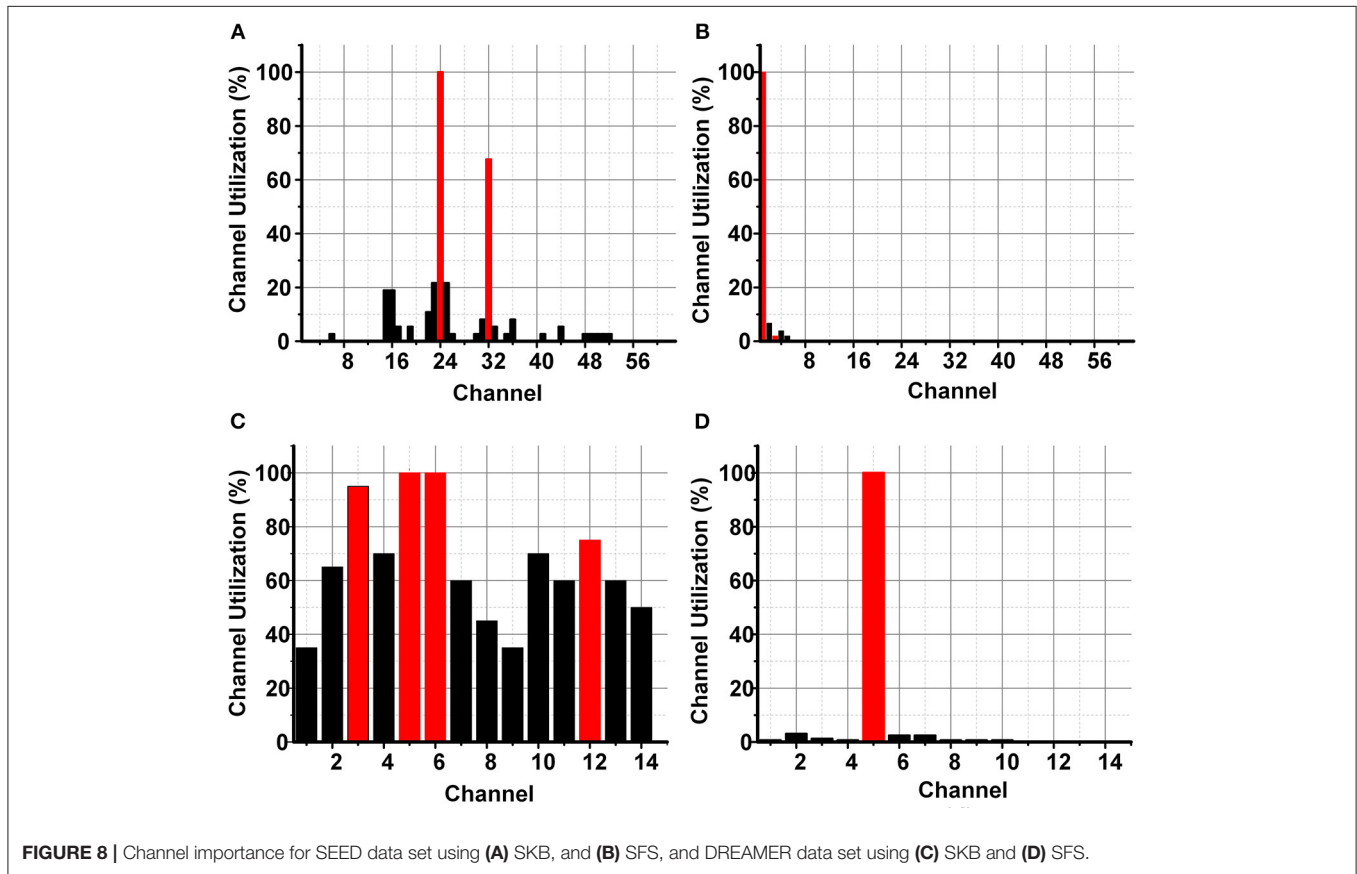 A
Channel Utilization (%)
100
80
60
40
20
0
8 16 24 32 40 48 56
Channel
B
Channel Utilization (%)
100
80
60
40
20
0
8 16 24 32 40 48 56
Channel
C
Channel Utilization (%)
100
80
60
40
20
0
2 4 6 8 10 12 14
Channel
D
Channel Utilization (%)
100
80
60
40
20
0
2 4 6 8 10 12 14
Channel
FIGURE 8 | Channel importance for SEED data set using (A) SKB, and (B) SFS, and DREAMER data set using (C) SKB and (D) SFS.